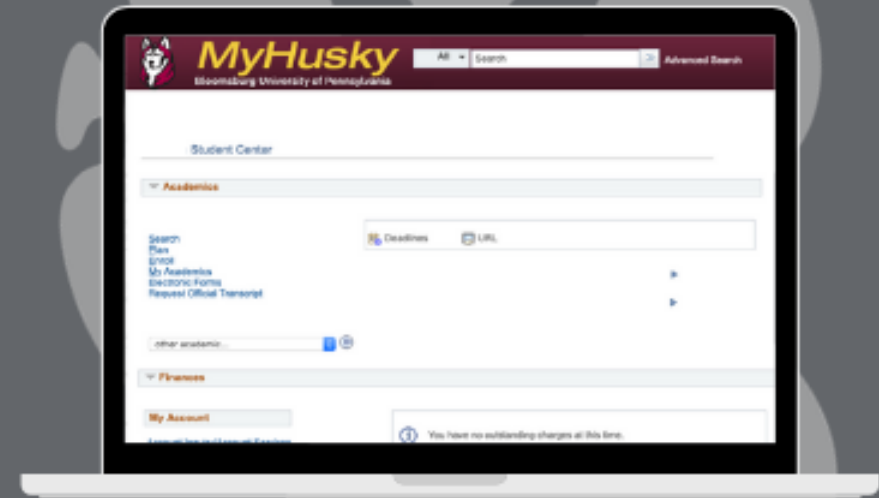 MyHusky
Bloomsburg University of Pennsylvania
All
Search
Advanced Search
Student Center
Academics
Search
Plan
Enroll
My Academics
Electronic Forms
Request Official Transcript
Deadlines
URL
other academic...
Finances
My Account
You have no outstanding charges at this time.